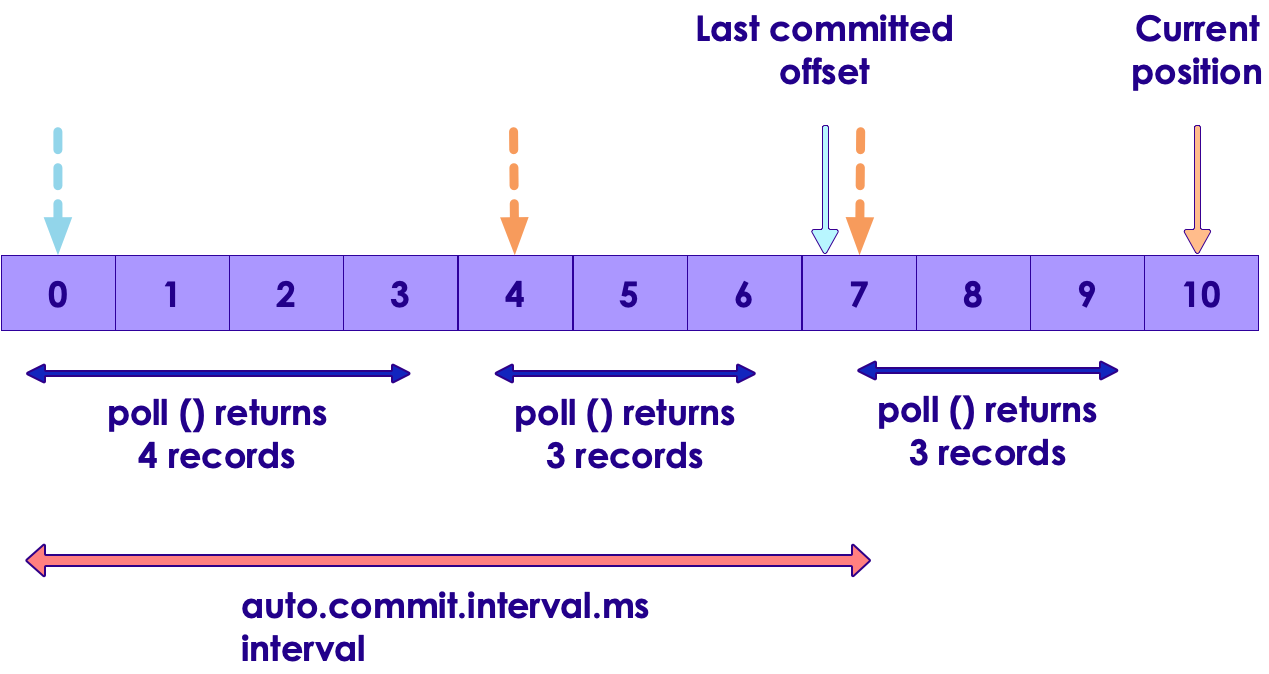 Last committed
offset
Current
position
0 1 2 3 4 5 6 7 8 9 10
poll () returns
4 records
poll () returns
3 records
poll () returns
3 records
auto.commit.interval.ms
interval